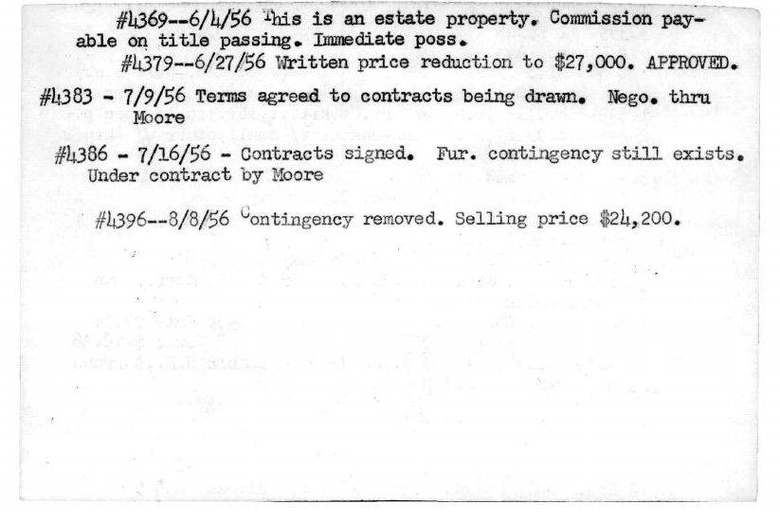 #4369--6/4/56 This is an estate property. Commission pay-
able on title passing. Immediate poss.
#4379--6/27/56 Written price reduction to $27,000. APPROVED.
#4383 - 7/9/56 Terms agreed to contracts being drawn. Nego. thru
Moore
#4386 - 7/16/56 - Contracts signed. Fur. contingency still exists.
Under contract by Moore
#4396--8/8/56 Contingency removed. Selling price $24,200.